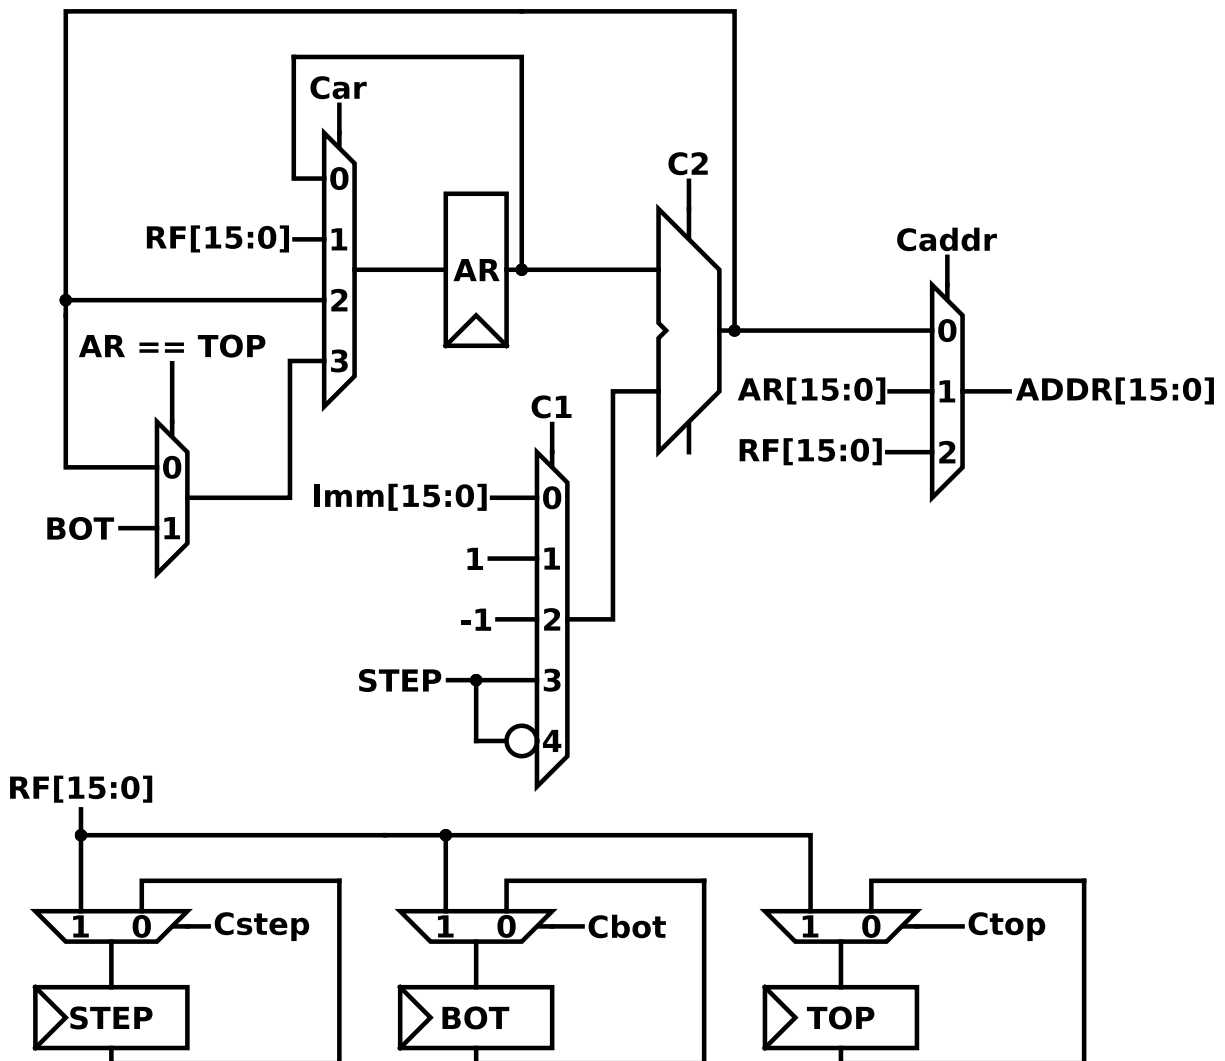 Car
0
RF[15:0]
1
2
3
AR
AR == TOP
0
BOT
1
C2
Caddr
0
AR[15:0]
1
ADDR[15:0]
RF[15:0]
2
C1
Imm[15:0]
0
1
1
-1
2
STEP
3
4
RF[15:0]
1 0
Cstep
1 0
Cbot
1 0
Ctop
STEP
BOT
TOP